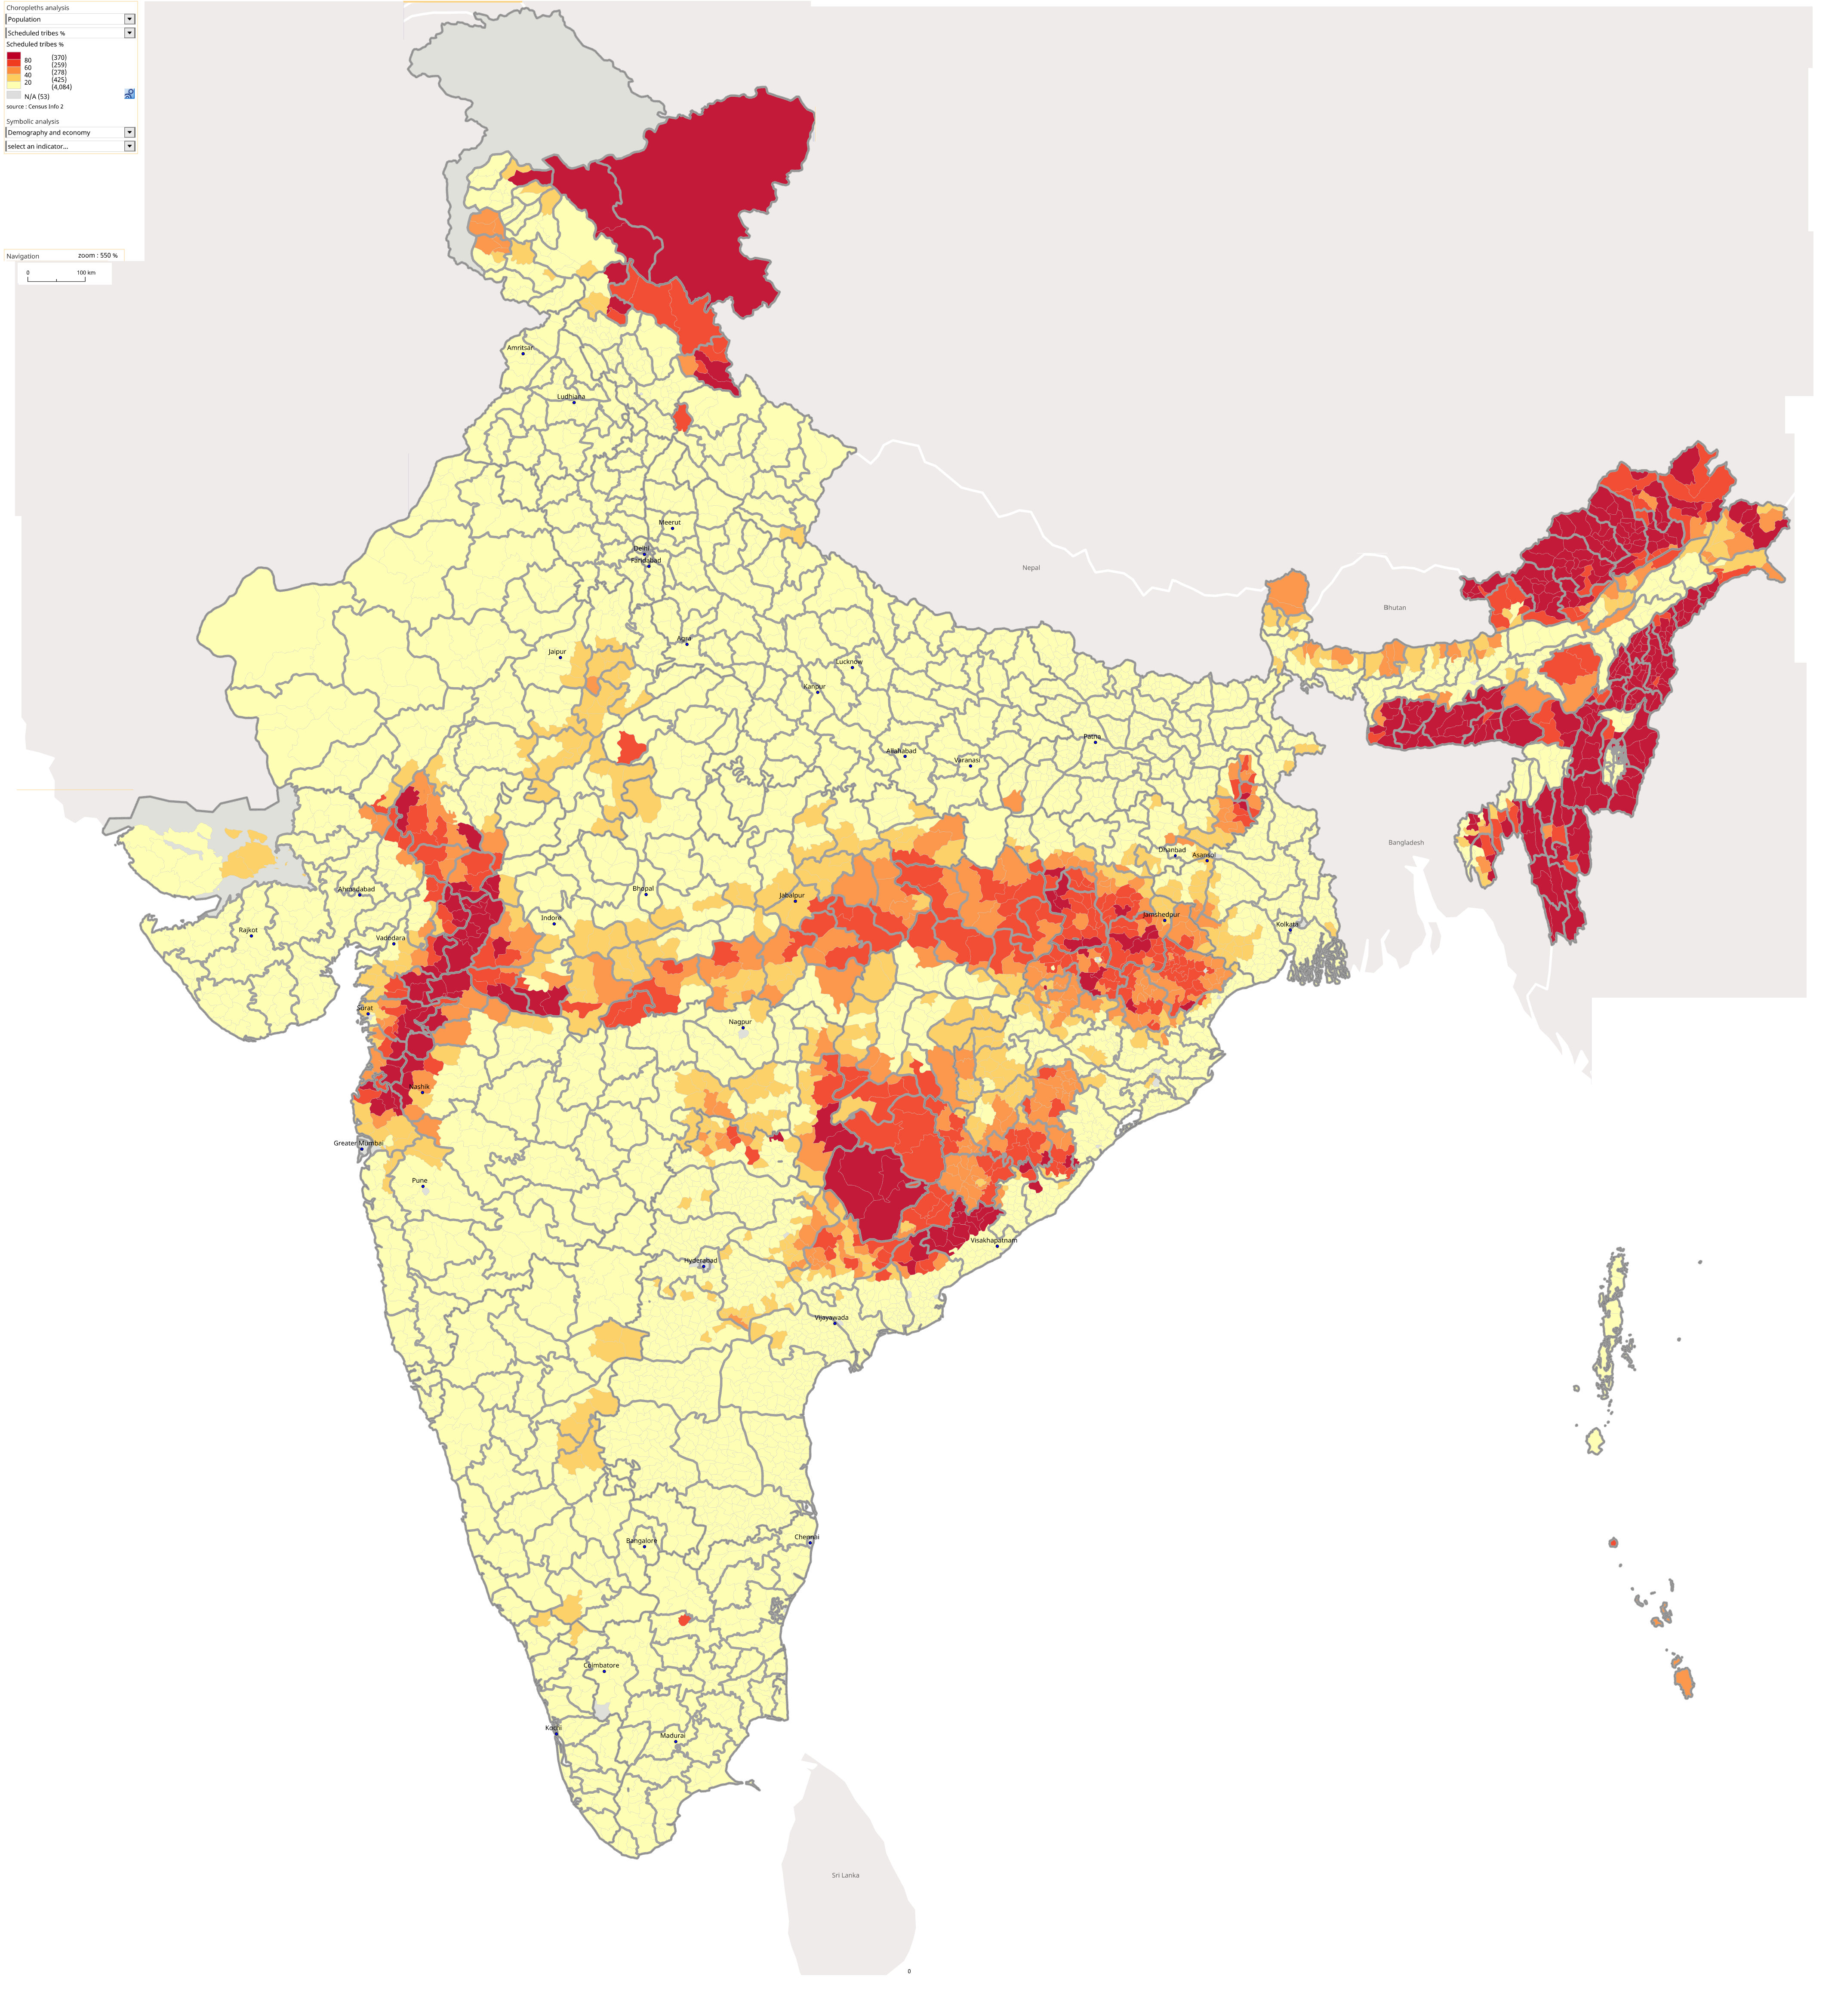 Choropleths analysis
Population
Scheduled tribes %
Scheduled tribes %
(370)
80 (259)
60 (278)
40 (425)
20 (4,084)
N/A (53)
source : Census Info 2
Symbolic analysis
Demography and economy
select an indicator...
Navigation zoom : 550 %
0 100 km
Amritsar
Ludhiana
Meerut
Delhi
Faridabad
Nepal
Bhutan
Agra
Jaipur
Lucknow
Kanpur
Patna
Allahabad
Varanasi
Bangladesh
Dhanbad
Asansol
Ahmadabad
Bhopal
Jabalpur
Jamshedpur
Indore
Kolkata
Rajkot
Vadodara
Surat
Nagpur
Nashik
Greater Mumbai
Pune
Visakhapatnam
Hyderabad
Vijayawada
Chennai
Bangalore
Coimbatore
Kochi
Madurai
Sri Lanka
0